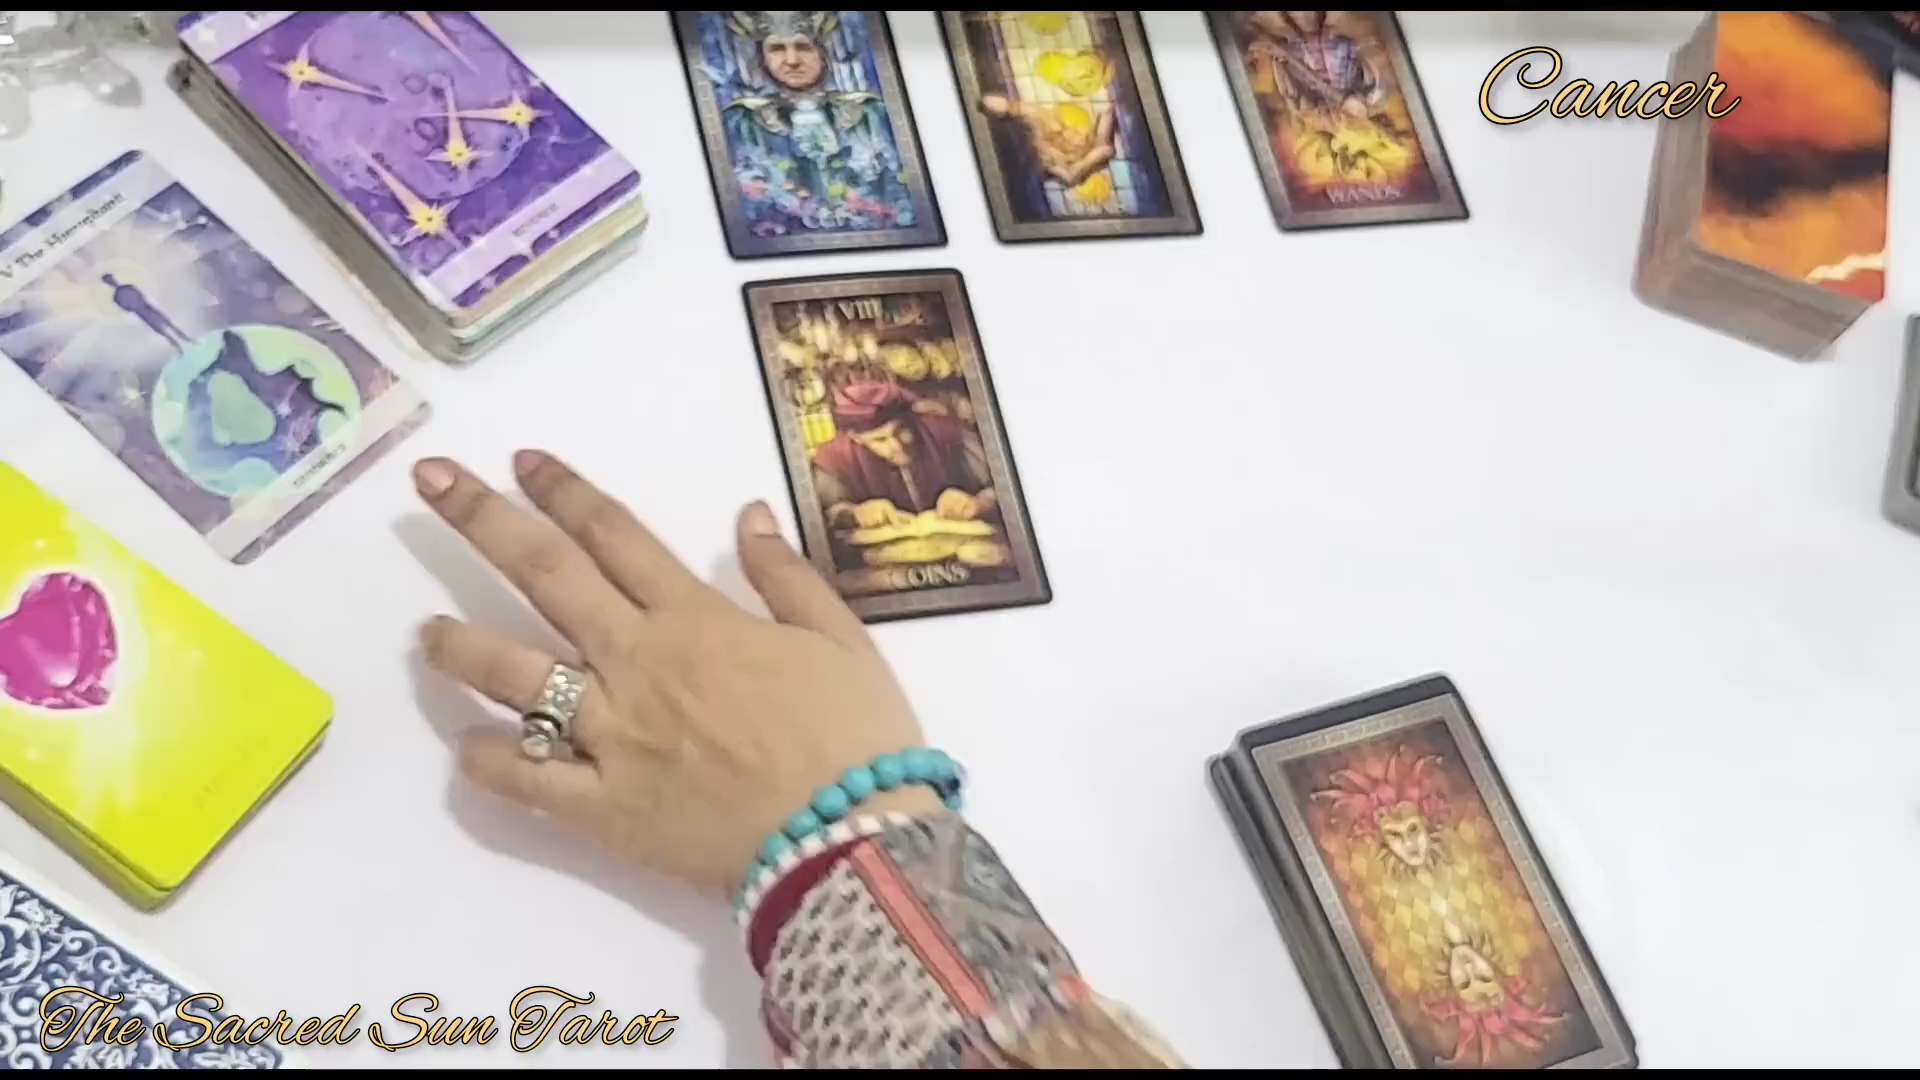 Cancer
WANDS
V The Hierophant
VIII
COINS
The Sacred Sun Tarot